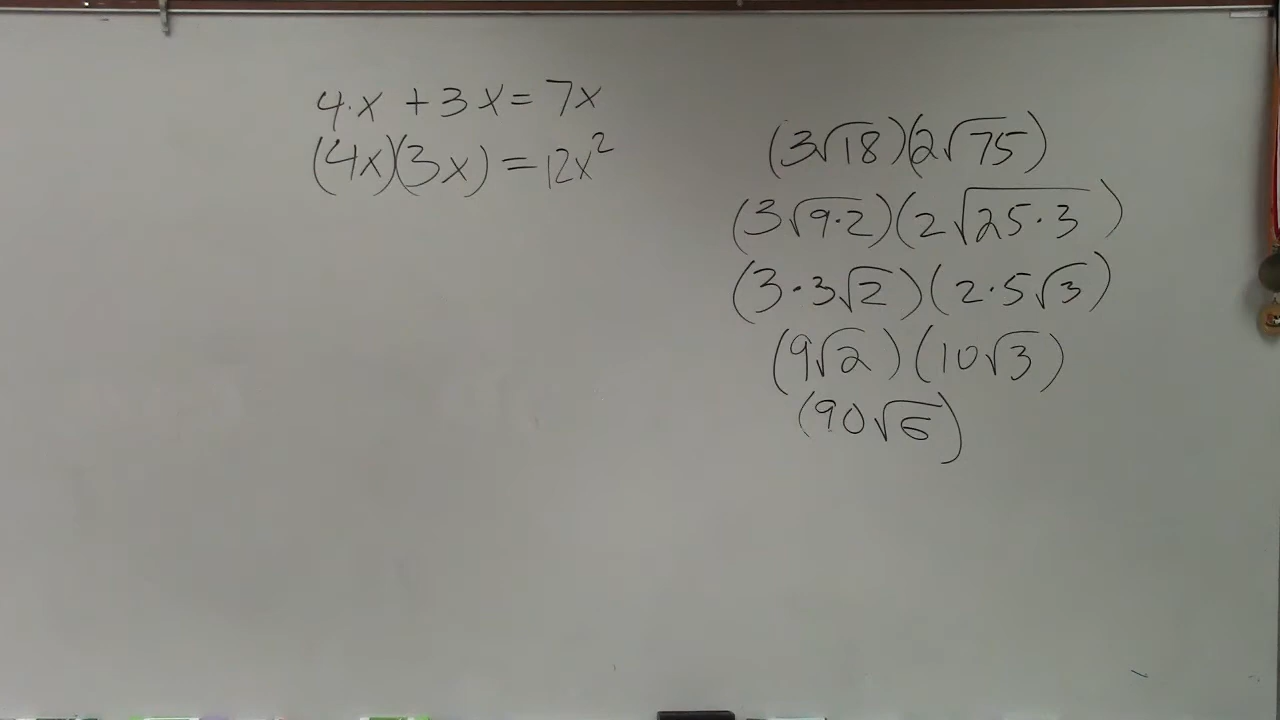 4·x + 3x = 7x
(4x)(3x) = 12x²
(3√18)(2√75)
(3√9·2)(2√25·3)
(3·3√2)(2·5√3)
(9√2)(10√3)
(90√6)